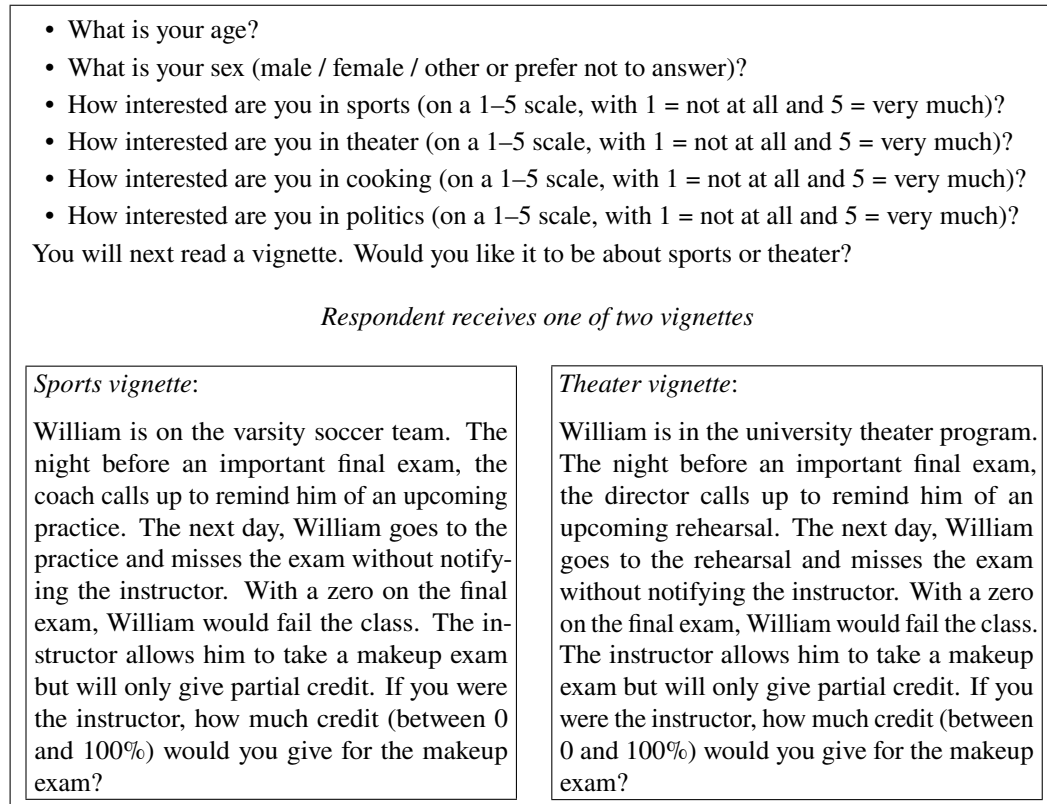 • What is your age?
• What is your sex (male / female / other or prefer not to answer)?
• How interested are you in sports (on a 1–5 scale, with 1 = not at all and 5 = very much)?
• How interested are you in theater (on a 1–5 scale, with 1 = not at all and 5 = very much)?
• How interested are you in cooking (on a 1–5 scale, with 1 = not at all and 5 = very much)?
• How interested are you in politics (on a 1–5 scale, with 1 = not at all and 5 = very much)?
You will next read a vignette. Would you like it to be about sports or theater?
Respondent receives one of two vignettes
Sports vignette:
William is on the varsity soccer team. The
night before an important final exam, the
coach calls up to remind him of an upcoming
practice. The next day, William goes to the
practice and misses the exam without notify-
ing the instructor. With a zero on the final
exam, William would fail the class. The in-
structor allows him to take a makeup exam
but will only give partial credit. If you were
the instructor, how much credit (between 0
and 100%) would you give for the makeup
exam?
Theater vignette:
William is in the university theater program.
The night before an important final exam,
the director calls up to remind him of an
upcoming rehearsal. The next day, William
goes to the rehearsal and misses the exam
without notifying the instructor. With a zero
on the final exam, William would fail the class.
The instructor allows him to take a makeup
exam but will only give partial credit. If you
were the instructor, how much credit (between
0 and 100%) would you give for the makeup
exam?